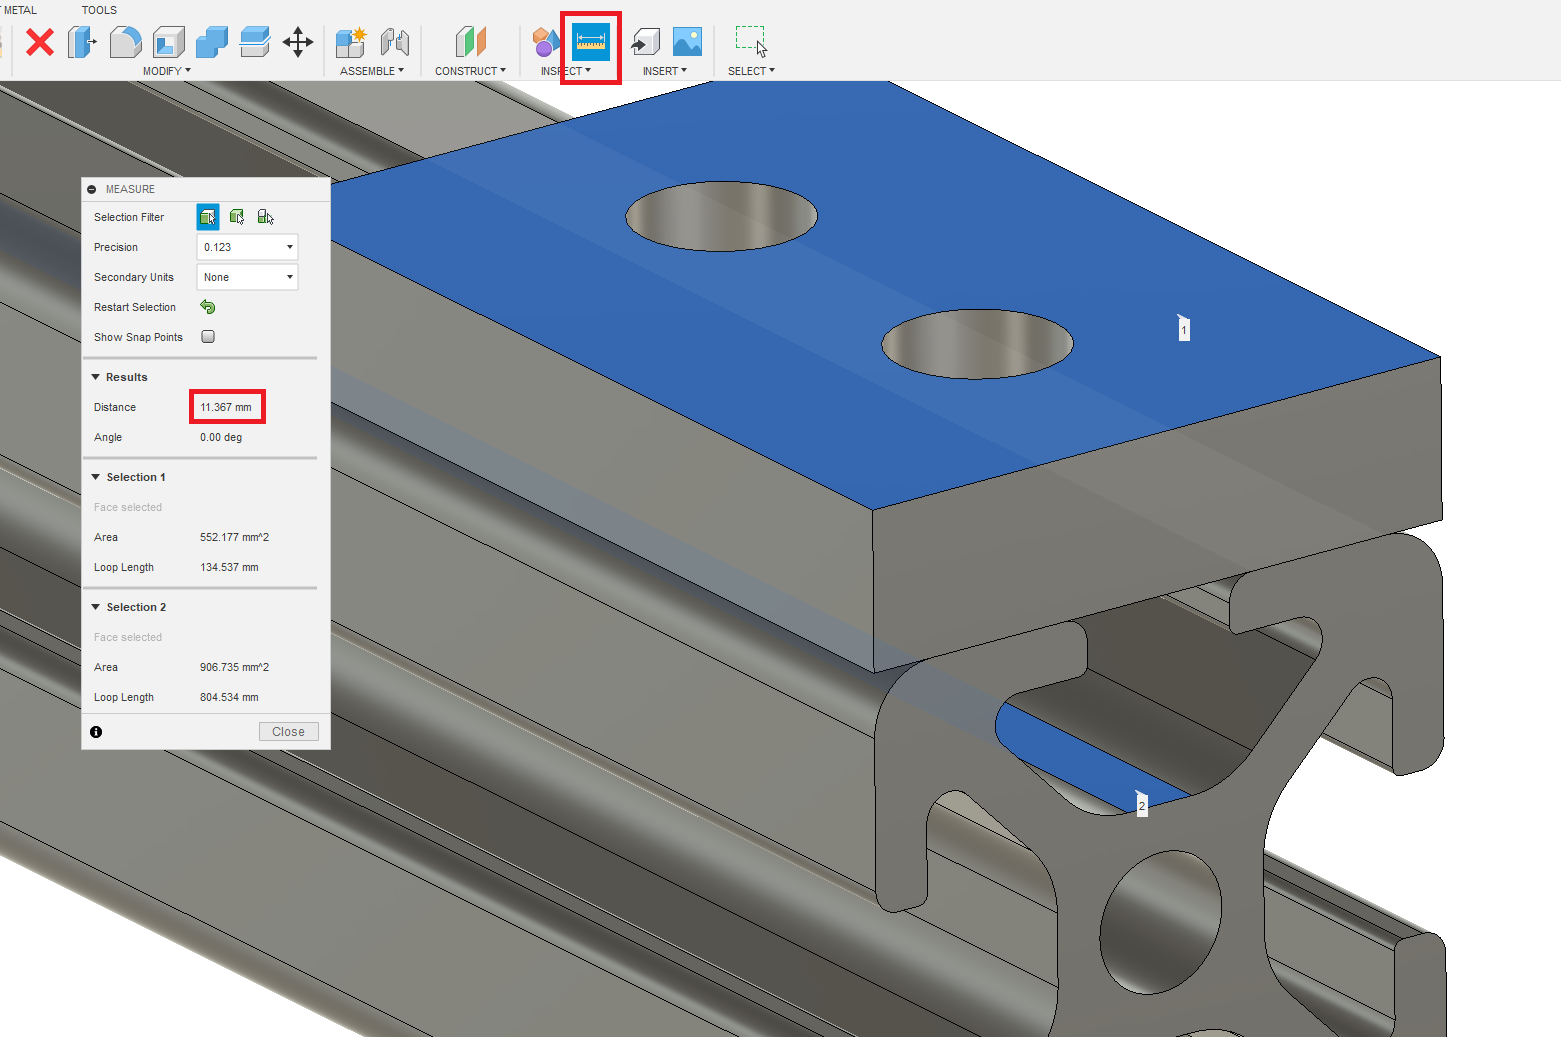 METAL
TOOLS
MODIFY
ASSEMBLE
CONSTRUCT
INSPECT
INSERT
SELECT
MEASURE
Selection Filter
Precision 0.123
Secondary Units None
Restart Selection
Show Snap Points
Results
Distance 11.367 mm
Angle 0.00 deg
Selection 1
Face selected
Area 552.177 mm^2
Loop Length 134.537 mm
Selection 2
Face selected
Area 906.735 mm^2
Loop Length 804.534 mm
Close
1
2